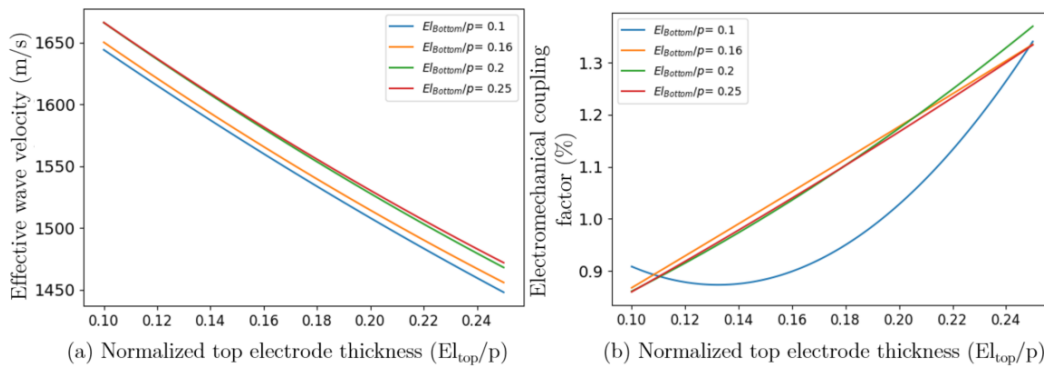 Effective wave velocity (m/s)
1650
1600
1550
1500
1450
El_Bottom/p= 0.1
El_Bottom/p= 0.16
El_Bottom/p= 0.2
El_Bottom/p= 0.25
0.10 0.12 0.14 0.16 0.18 0.20 0.22 0.24
(a) Normalized top electrode thickness (El_top/p)
Electromechanical coupling
factor (%)
1.3
1.2
1.1
1.0
0.9
El_Bottom/p= 0.1
El_Bottom/p= 0.16
El_Bottom/p= 0.2
El_Bottom/p= 0.25
0.10 0.12 0.14 0.16 0.18 0.20 0.22 0.24
(b) Normalized top electrode thickness (El_top/p)